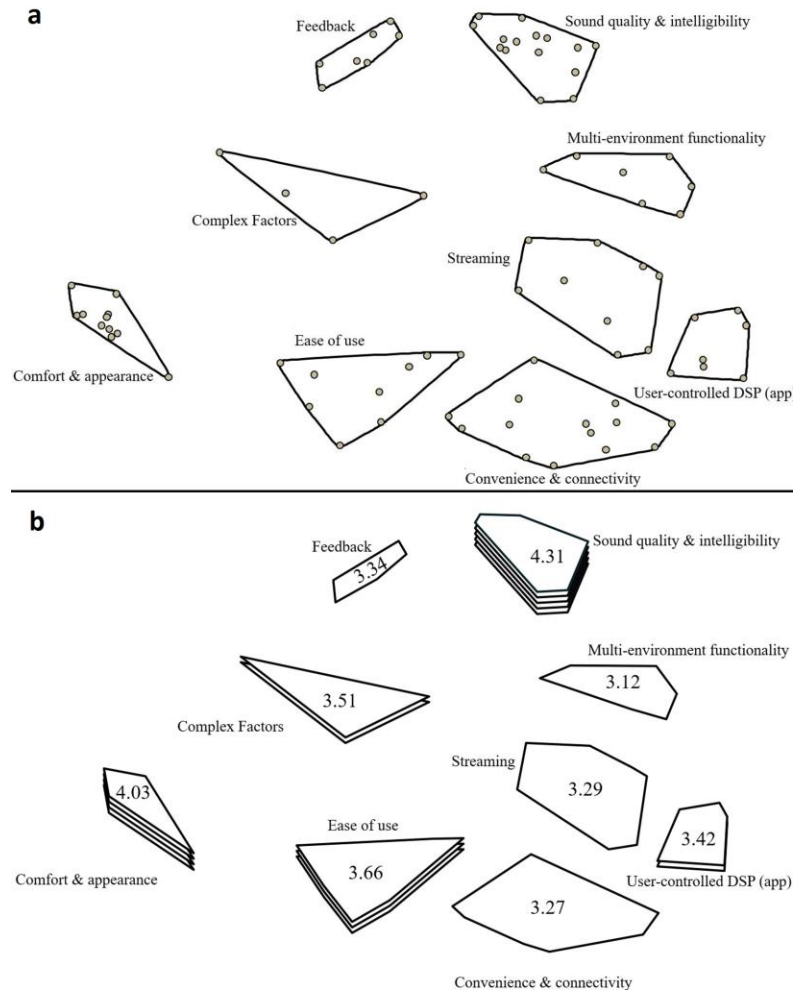 a
Feedback
Sound quality & intelligibility
Multi-environment functionality
Complex Factors
Streaming
Ease of use
Comfort & appearance
User-controlled DSP (app)
Convenience & connectivity
b
Feedback
3.34
Sound quality & intelligibility
4.31
Multi-environment functionality
3.12
3.51
Complex Factors
Streaming
3.29
4.03
Ease of use
3.42
3.66
Comfort & appearance
User-controlled DSP (app)
3.27
Convenience & connectivity